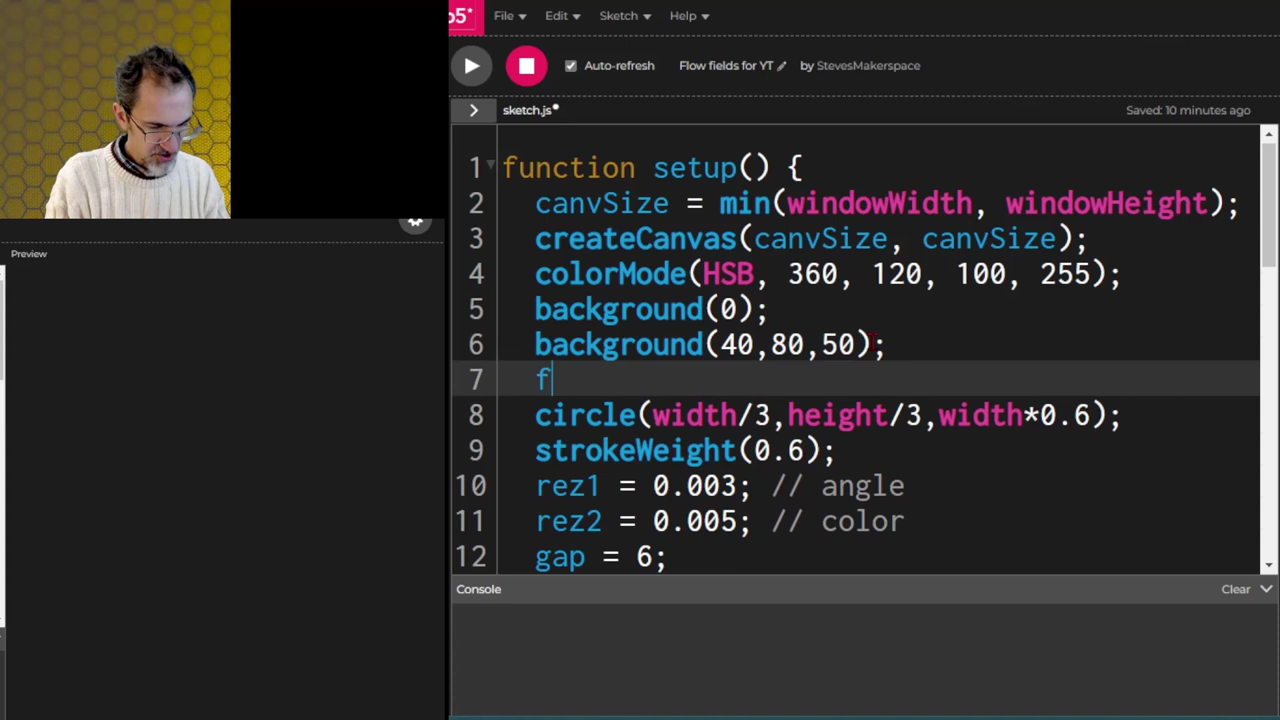 p5* File Edit Sketch Help
Auto-refresh Flow fields for YT by StevesMakerspace
sketch.js Saved: 10 minutes ago
Preview
1 function setup() {
2 canvSize = min(windowWidth, windowHeight);
3 createCanvas(canvSize, canvSize);
4 colorMode(HSB, 360, 120, 100, 255);
5 background(0);
6 background(40,80,50);
7 f
8 circle(width/3,height/3,width*0.6);
9 strokeWeight(0.6);
10 rez1 = 0.003; // angle
11 rez2 = 0.005; // color
12 gap = 6;
Console Clear